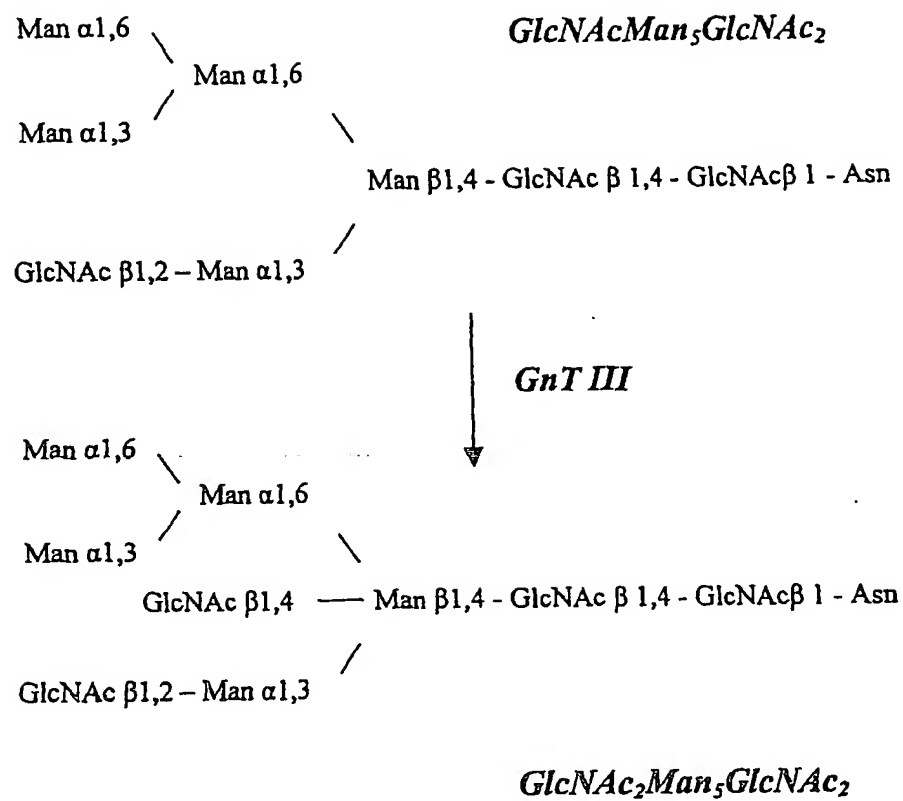 Man α1,6
GlcNAcMan₅GlcNAc₂
Man α1,6
Man α1,3
Man β1,4 - GlcNAc β 1,4 - GlcNAcβ 1 - Asn
GlcNAc β1,2 – Man α1,3
GnT III
Man α1,6
Man α1,6
Man α1,3
GlcNAc β1,4 — Man β1,4 - GlcNAc β 1,4 - GlcNAcβ 1 - Asn
GlcNAc β1,2 – Man α1,3
GlcNAc₂Man₅GlcNAc₂